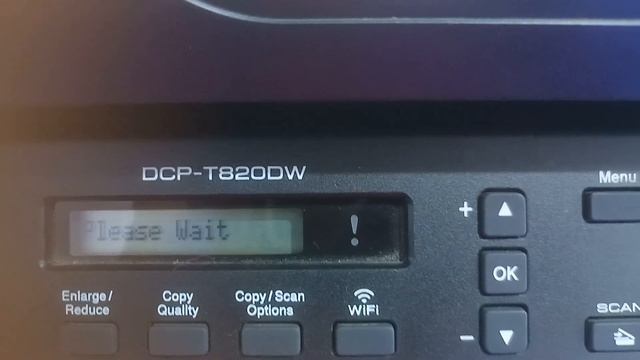 DCP-T820DW
Please Wait
!
+
Menu
OK
Enlarge/
Reduce
Copy
Quality
Copy/Scan
Options
WiFi
−
SCAN